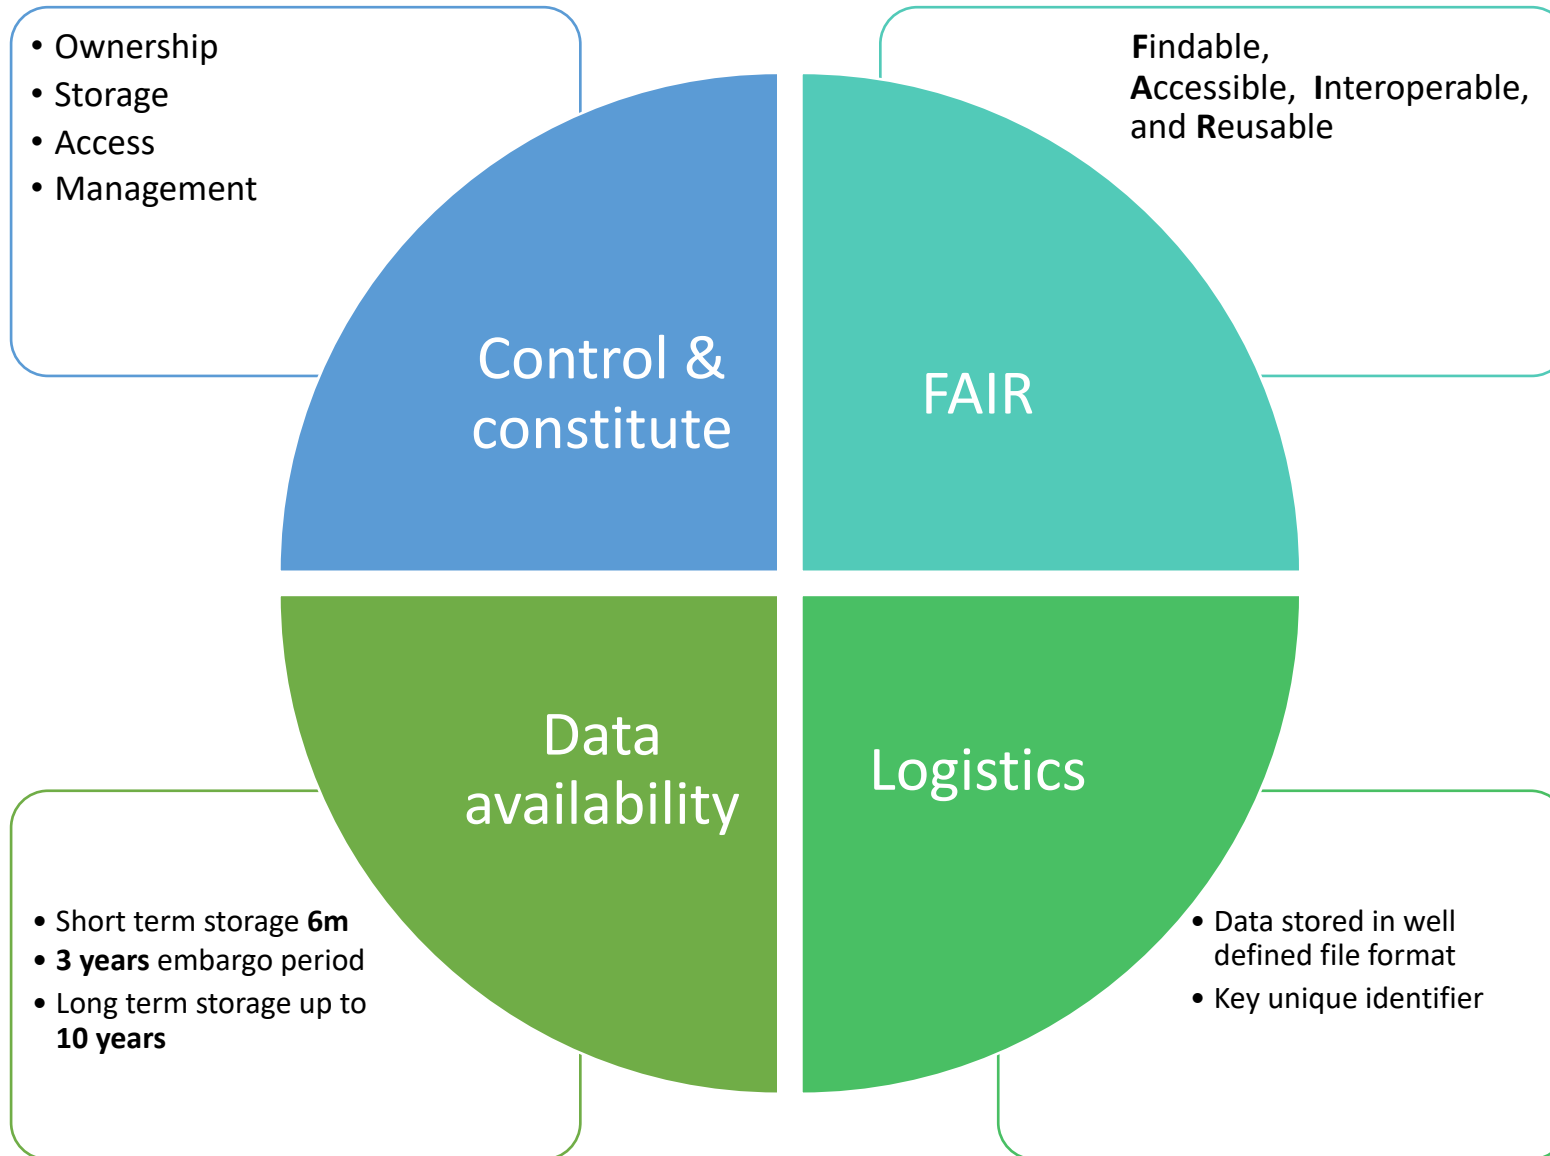 • Ownership
• Storage
• Access
• Management
Findable,
Accessible, Interoperable,
and Reusable
Control &
constitute
FAIR
Data
availability
Logistics
• Short term storage 6m
• 3 years embargo period
• Long term storage up to
10 years
• Data stored in well
defined file format
• Key unique identifier